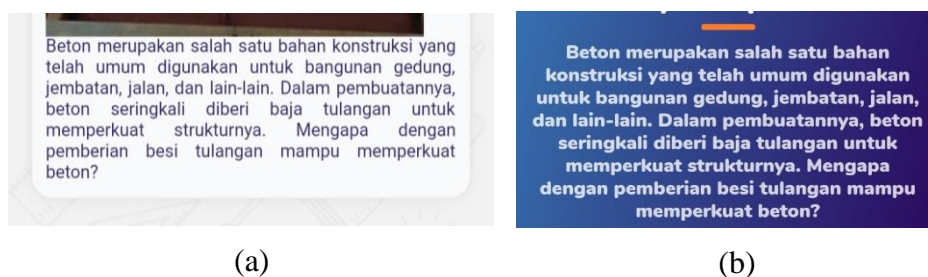 Beton merupakan salah satu bahan konstruksi yang
telah umum digunakan untuk bangunan gedung,
jembatan, jalan, dan lain-lain. Dalam pembuatannya,
beton seringkali diberi baja tulangan untuk
memperkuat strukturnya. Mengapa dengan
pemberian besi tulangan mampu memperkuat
beton?
(a)
Beton merupakan salah satu bahan
konstruksi yang telah umum digunakan
untuk bangunan gedung, jembatan, jalan,
dan lain-lain. Dalam pembuatannya, beton
seringkali diberi baja tulangan untuk
memperkuat strukturnya. Mengapa
dengan pemberian besi tulangan mampu
memperkuat beton?
(b)